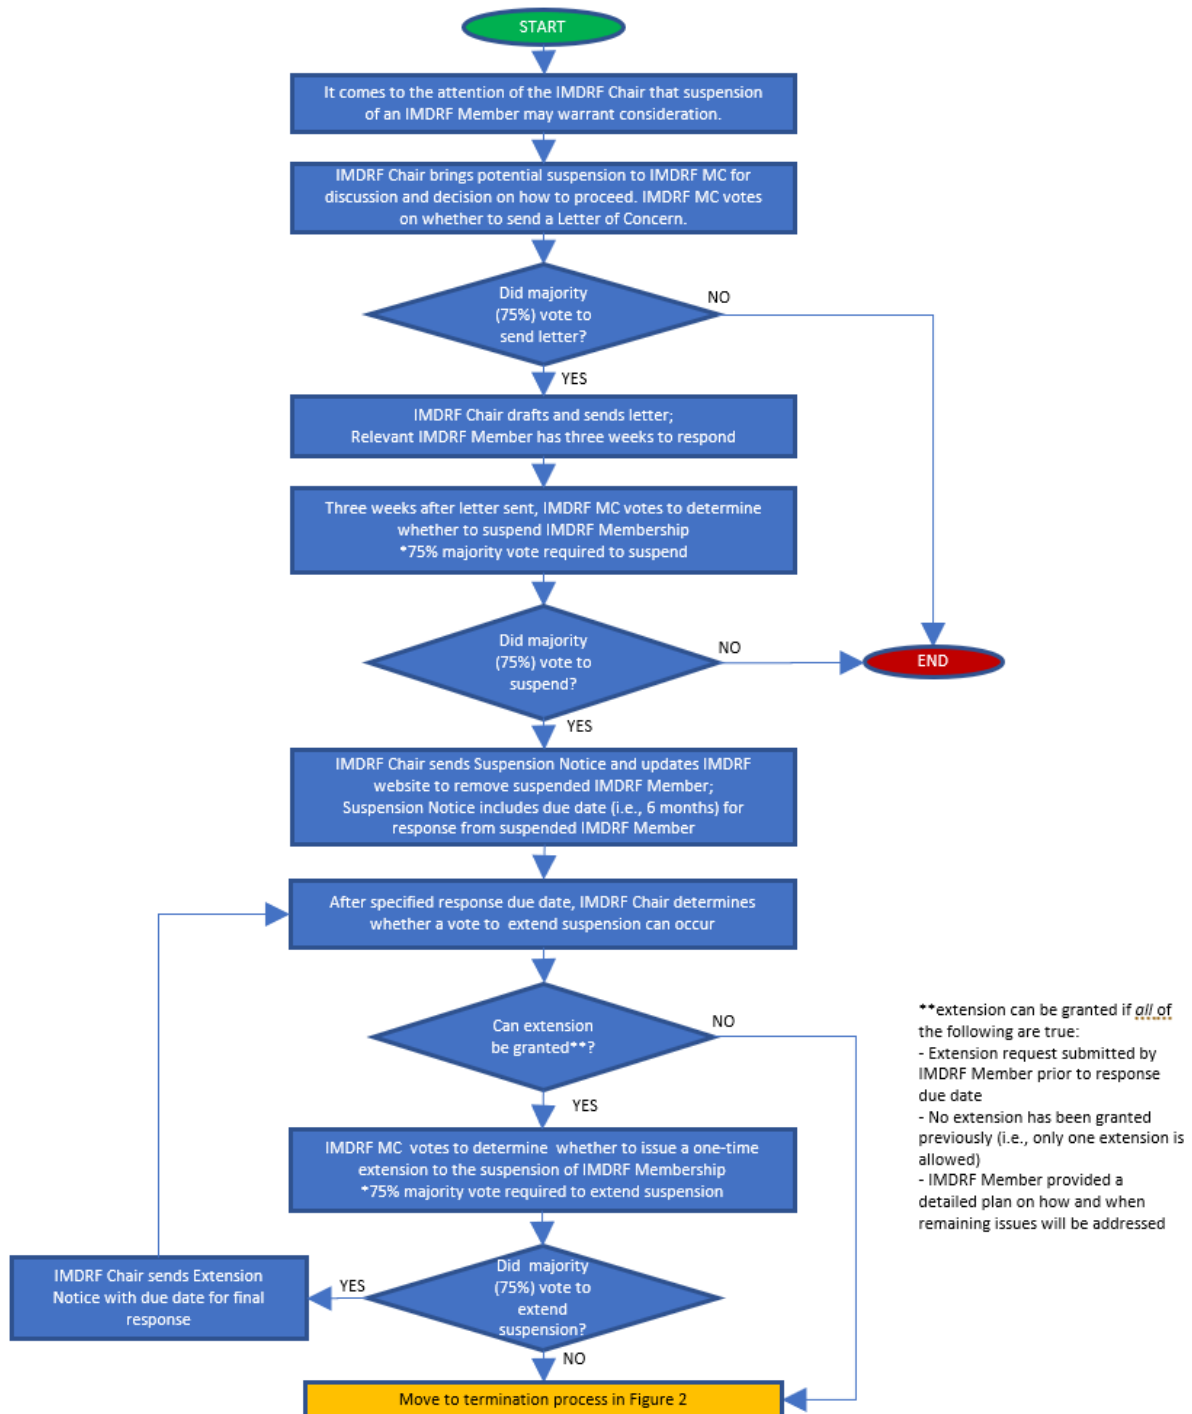 START
It comes to the attention of the IMDRF Chair that suspension
of an IMDRF Member may warrant consideration.
IMDRF Chair brings potential suspension to IMDRF MC for
discussion and decision on how to proceed. IMDRF MC votes
on whether to send a Letter of Concern.
Did majority
(75%) vote to
send letter?
NO
YES
IMDRF Chair drafts and sends letter;
Relevant IMDRF Member has three weeks to respond
Three weeks after letter sent, IMDRF MC votes to determine
whether to suspend IMDRF Membership
*75% majority vote required to suspend
Did majority
(75%) vote to
suspend?
NO
END
YES
IMDRF Chair sends Suspension Notice and updates IMDRF
website to remove suspended IMDRF Member;
Suspension Notice includes due date (i.e., 6 months) for
response from suspended IMDRF Member
After specified response due date, IMDRF Chair determines
whether a vote to extend suspension can occur
Can extension
be granted**?
NO
YES
**extension can be granted if all of
the following are true:
- Extension request submitted by
IMDRF Member prior to response
due date
- No extension has been granted
previously (i.e., only one extension is
allowed)
- IMDRF Member provided a
detailed plan on how and when
remaining issues will be addressed
IMDRF MC votes to determine whether to issue a one-time
extension to the suspension of IMDRF Membership
*75% majority vote required to extend suspension
Did majority
(75%) vote to
extend
suspension?
YES
IMDRF Chair sends Extension
Notice with due date for final
response
NO
Move to termination process in Figure 2